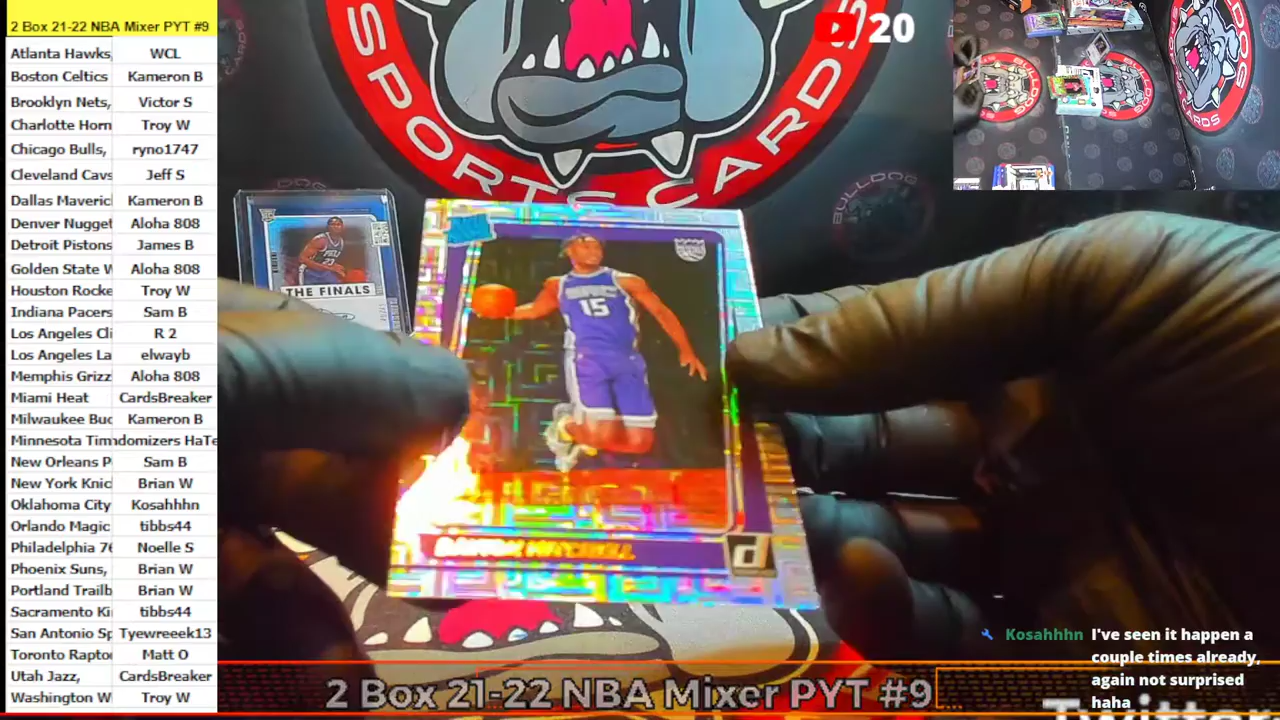 2 Box 21-22 NBA Mixer PYT #9
Atlanta Hawks, WCL
Boston Celtics Kameron B
Brooklyn Nets, Victor S
Charlotte Horn Troy W
Chicago Bulls, ryno1747
Cleveland Cavs Jeff S
Dallas Maveric Kameron B
Denver Nugget Aloha 808
Detroit Pistons James B
Golden State W Aloha 808
Houston Rocke Troy W
Indiana Pacers Sam B
Los Angeles Cli R 2
Los Angeles La elwayb
Memphis Grizz Aloha 808
Miami Heat CardsBreaker
Milwaukee Buc Kameron B
Minnesota Tim domizers HaTe
New Orleans P Sam B
New York Knic Brian W
Oklahoma City Kosahhhn
Orlando Magic tibbs44
Philadelphia 76 Noelle S
Phoenix Suns, Brian W
Portland Trailb Brian W
Sacramento Ki tibbs44
San Antonio Sp Tyewreeek13
Toronto Rapto Matt O
Utah Jazz, CardsBreaker
Washington W Troy W
SPORTS CARDS
20
THE FINALS
15
d
BULLDOG
CARDS
Kosahhhn I've seen it happen a
couple times already,
again not surprised
haha
2 Box 21-22 NBA Mixer PYT #9